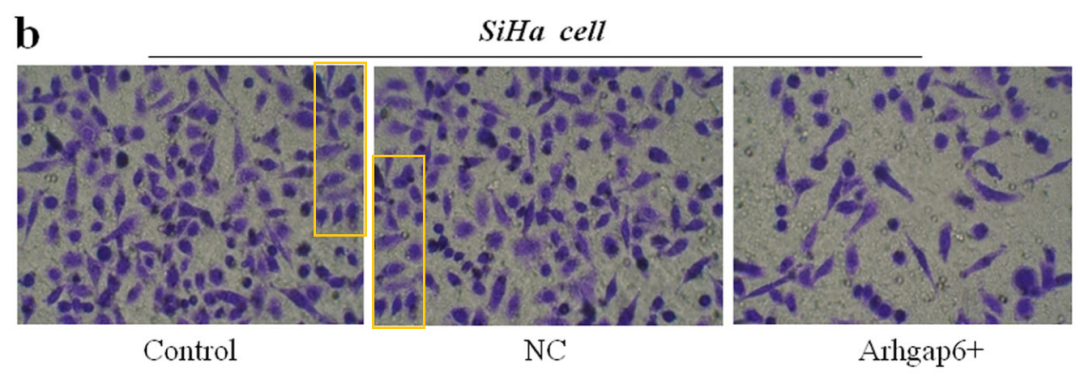 b
SiHa cell
Control
NC
Arhgap6+